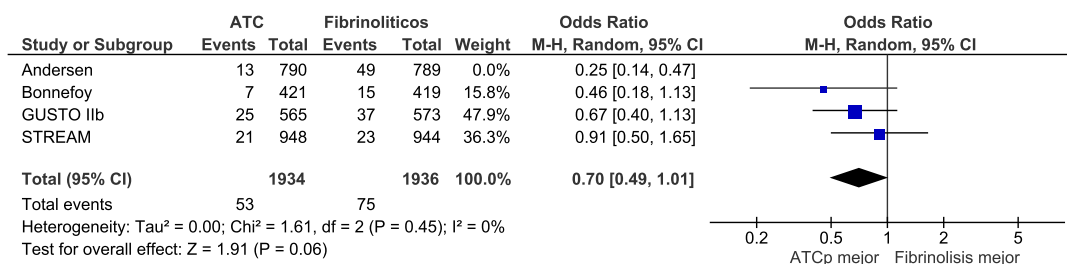 ATC Fibrinoliticos Odds Ratio Odds Ratio
Study or Subgroup Events Total Events Total Weight M-H, Random, 95% CI M-H, Random, 95% CI
Andersen 13 790 49 789 0.0% 0.25 [0.14, 0.47]
Bonnefoy 7 421 15 419 15.8% 0.46 [0.18, 1.13]
GUSTO IIb 25 565 37 573 47.9% 0.67 [0.40, 1.13]
STREAM 21 948 23 944 36.3% 0.91 [0.50, 1.65]
Total (95% CI) 1934 1936 100.0% 0.70 [0.49, 1.01]
Total events 53 75
Heterogeneity: Tau² = 0.00; Chi² = 1.61, df = 2 (P = 0.45); I² = 0%
Test for overall effect: Z = 1.91 (P = 0.06)
0.2 0.5 1 2 5
ATCp mejor Fibrinolisis mejor